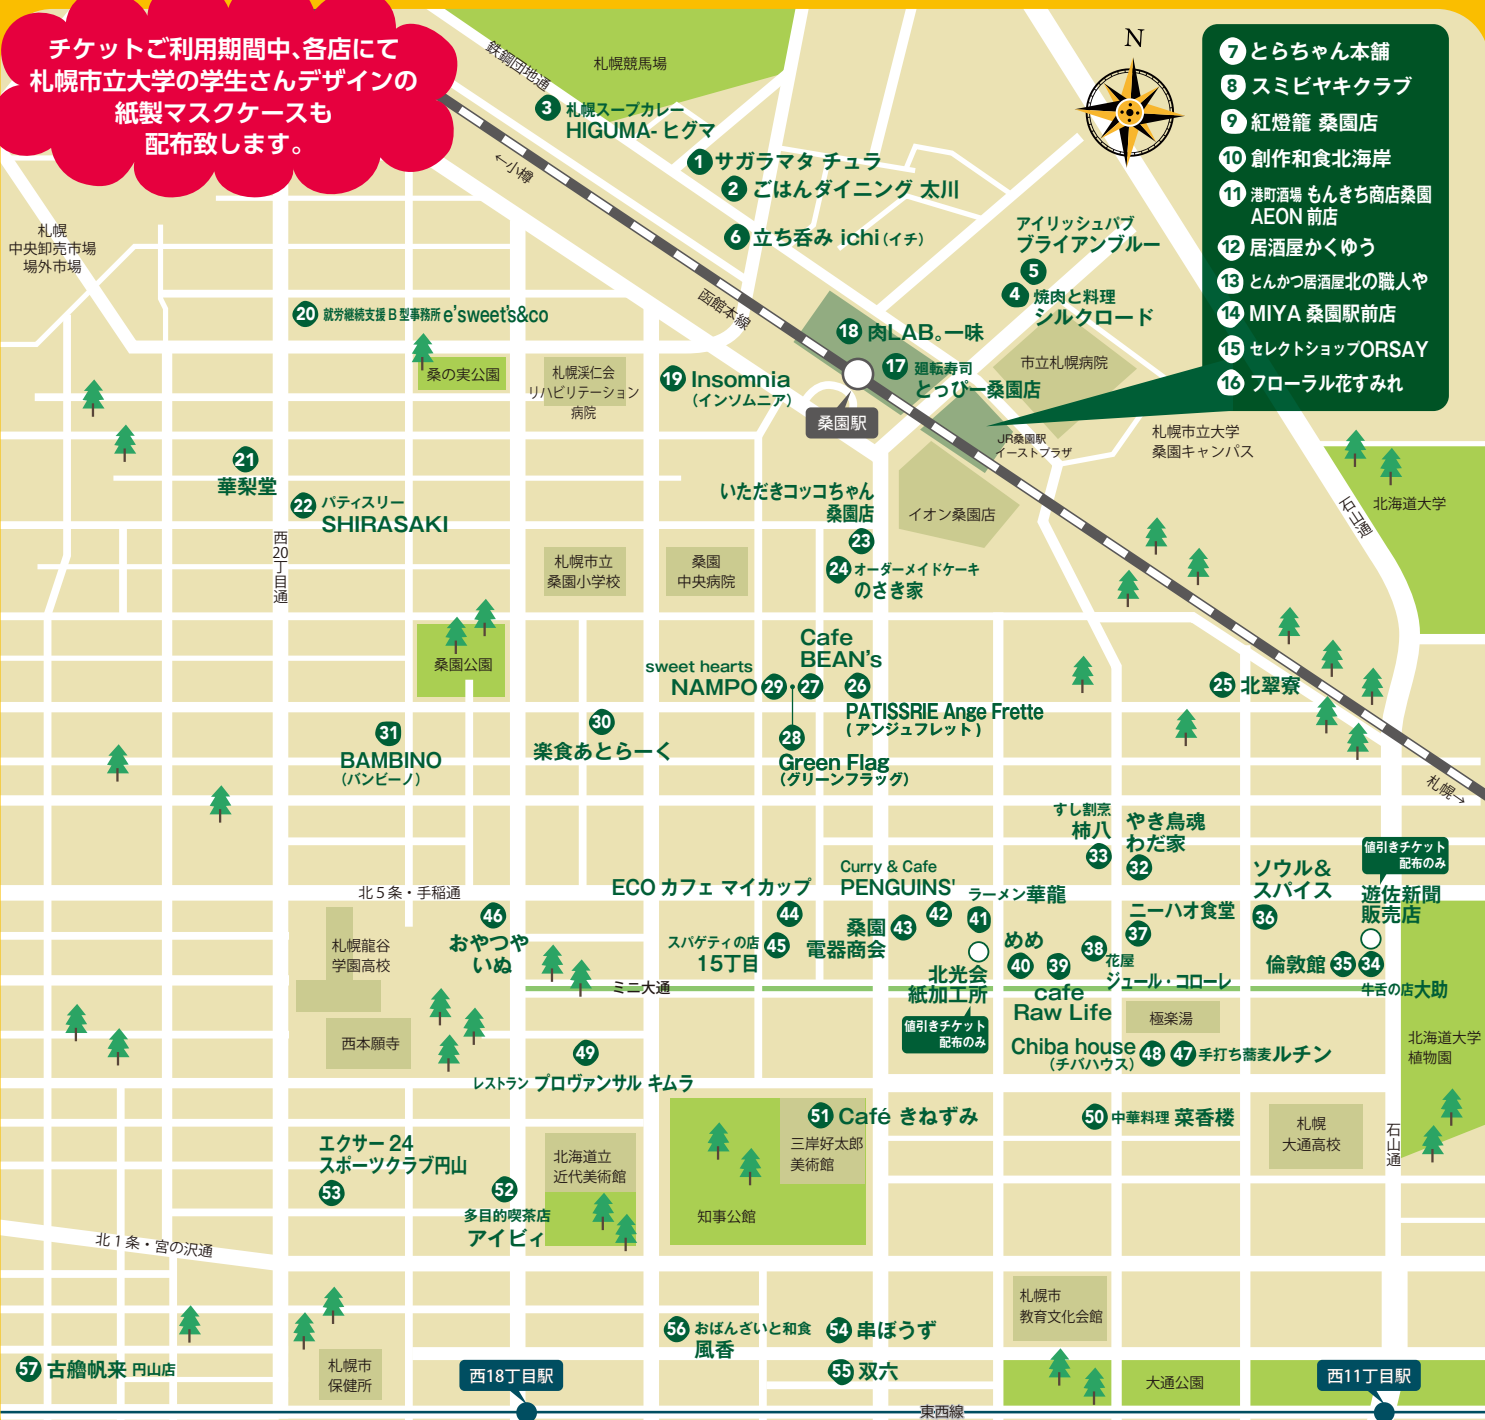 チケットご利用期間中、各店にて
札幌市立大学の学生さんデザインの
紙製マスクケースも
配布致します。
鉄鋼団地通
札幌競馬場
N
3 札幌スープカレー
HIGUMA-ヒグマ
←小樽
1 サガラマタ チュラ
2 ごはんダイニング 太川
6 立ち呑み ichi(イチ)
アイリッシュパブ
ブライアンブルー
5
4 焼肉と料理
シルクロード
7 とらちゃん本舗
8 スミビヤキクラブ
9 紅燈籠 桑園店
10 創作和食北海岸
11 港町酒場 もんきち商店桑園
AEON 前店
12 居酒屋かくゆう
13 とんかつ居酒屋北の職人や
14 MIYA 桑園駅前店
15 セレクトショップORSAY
16 フローラル花すみれ
札幌
中央卸売市場
場外市場
函館本線
20 就労継続支援 B 型事務所 e'sweet's&co
桑の実公園
札幌渓仁会
リハビリテーション
病院
19 Insomnia
(インソムニア)
18 肉LAB。一味
17 廻転寿司
とっぴー桑園店
桑園駅
市立札幌病院
JR桑園駅
イーストプラザ
札幌市立大学
桑園キャンパス
石山通
北海道大学
21
華梨堂
22 パティスリー
SHIRASAKI
西20丁目通
いただきコッコちゃん
桑園店
23
24 オーダーメイドケーキ
のさき家
イオン桑園店
札幌市立
桑園小学校
桑園
中央病院
桑園公園
Cafe
BEAN's
sweet hearts
NAMPO 29 27 26
PATISSRIE Ange Frette
(アンジュフレット)
28
Green Flag
(グリーンフラッグ)
25 北翠寮
31
BAMBINO
(バンビーノ)
30
楽食あとらーく
札幌→
すし割烹
柿八
33
やき鳥魂
わだ家
32
値引きチケット
配布のみ
ソウル&
スパイス
36
遊佐新聞
販売店
北5条・手稲通
ECO カフェ マイカップ
44
Curry & Cafe
PENGUINS'
42
ラーメン華龍
41
46
おやつや
いぬ
札幌龍谷
学園高校
スパゲティの店
15丁目
45
桑園
電器商会
43
ニーハオ食堂
37
めめ
40 39
38
花屋
ジュール・コローレ
倫敦館 35 34
牛舌の店大助
北光会
紙加工所
cafe
Raw Life
ミニ大通
値引きチケット
配布のみ
極楽湯
西本願寺
49
レストラン プロヴァンサル キムラ
Chiba house
(チバハウス)
48 47 手打ち蕎麦ルチン
北海道大学
植物園
51 Café きねずみ
50 中華料理 菜香楼
札幌
大通高校
石山通
三岸好太郎
美術館
知事公館
エクサー 24
スポーツクラブ円山
53
北海道立
近代美術館
52
多目的喫茶店
アイビィ
北1条・宮の沢通
札幌市
教育文化会館
56 おばんざいと和食
風香
54 串ぼうず
55 双六
57 古艪帆来 円山店
札幌市
保健所
西18丁目駅
大通公園
西11丁目駅
東西線